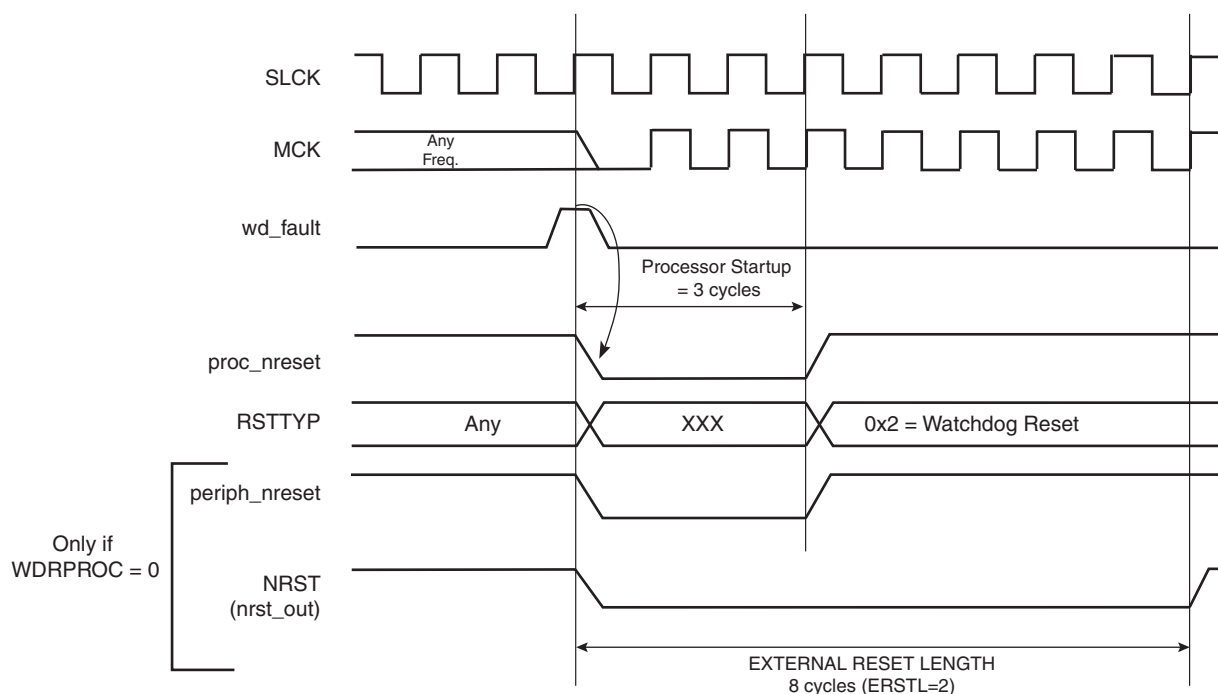 SLCK
MCK
Any
Freq.
wd_fault
Processor Startup
= 3 cycles
proc_nreset
RSTTYP
Any
XXX
0x2 = Watchdog Reset
periph_nreset
Only if
WDRPROC = 0
NRST
(nrst_out)
EXTERNAL RESET LENGTH
8 cycles (ERSTL=2)